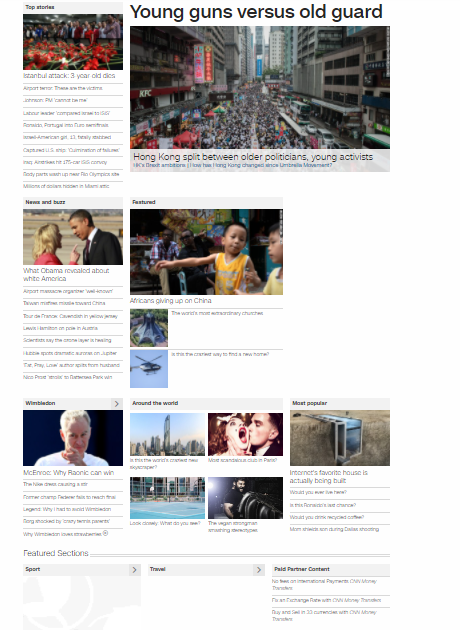 Top stories
Istanbul attack: 3 year old dies
Airport terror: These are the victims
Johnson: PM 'cannot be me'
Labour leader 'compared Israel to ISIS'
Ronaldo, Portugal into Euro semifinals
Israeli-American girl, 13, fatally stabbed
Captured U.S. ship: 'Culmination of failures'
Iraq: Airstrikes hit 175-car ISIS convoy
Body parts wash up near Rio Olympics site
Millions of dollars hidden in Miami attic
Young guns versus old guard
KFC
Hong Kong split between older politicians, young activists
HK's Brexit ambitions | How has Hong Kong changed since Umbrella Movement?
News and buzz
What Obama revealed about
white America
Airport massacre organizer 'well-known'
Taiwan misfires missile toward China
Tour de France: Cavendish in yellow jersey
Lewis Hamilton on pole in Austria
Scientists say the ozone layer is healing
Hubble spots dramatic auroras on Jupiter
'Eat, Pray, Love' author splits from husband
Nico Prost 'strolls' to Battersea Park win
Featured
Africans giving up on China
The world's most extraordinary churches
Is this the craziest way to find a new home?
Wimbledon
McEnroe: Why Raonic can win
The Nike dress causing a stir
Former champ Federer fails to reach final
Legend: Why I had to avoid Wimbledon
Borg shocked by 'crazy tennis parents'
Why Wimbledon loves strawberries
Around the world
Is this the world's craziest new
skyscraper?
Most scandalous club in Paris?
Look closely. What do you see?
The vegan strongman
smashing stereotypes
Most popular
Internet's favorite house is
actually being built
Would you ever live here?
Is this Ronaldo's last chance?
Would you drink recycled coffee?
Mom shields son during Dallas shooting
Featured Sections
Sport
Travel
Paid Partner Content
No fees on International Payments CNN Money
Transfers
Fix an Exchange Rate with CNN Money Transfers
Buy and Sell in 33 currencies with CNN Money
Transfers